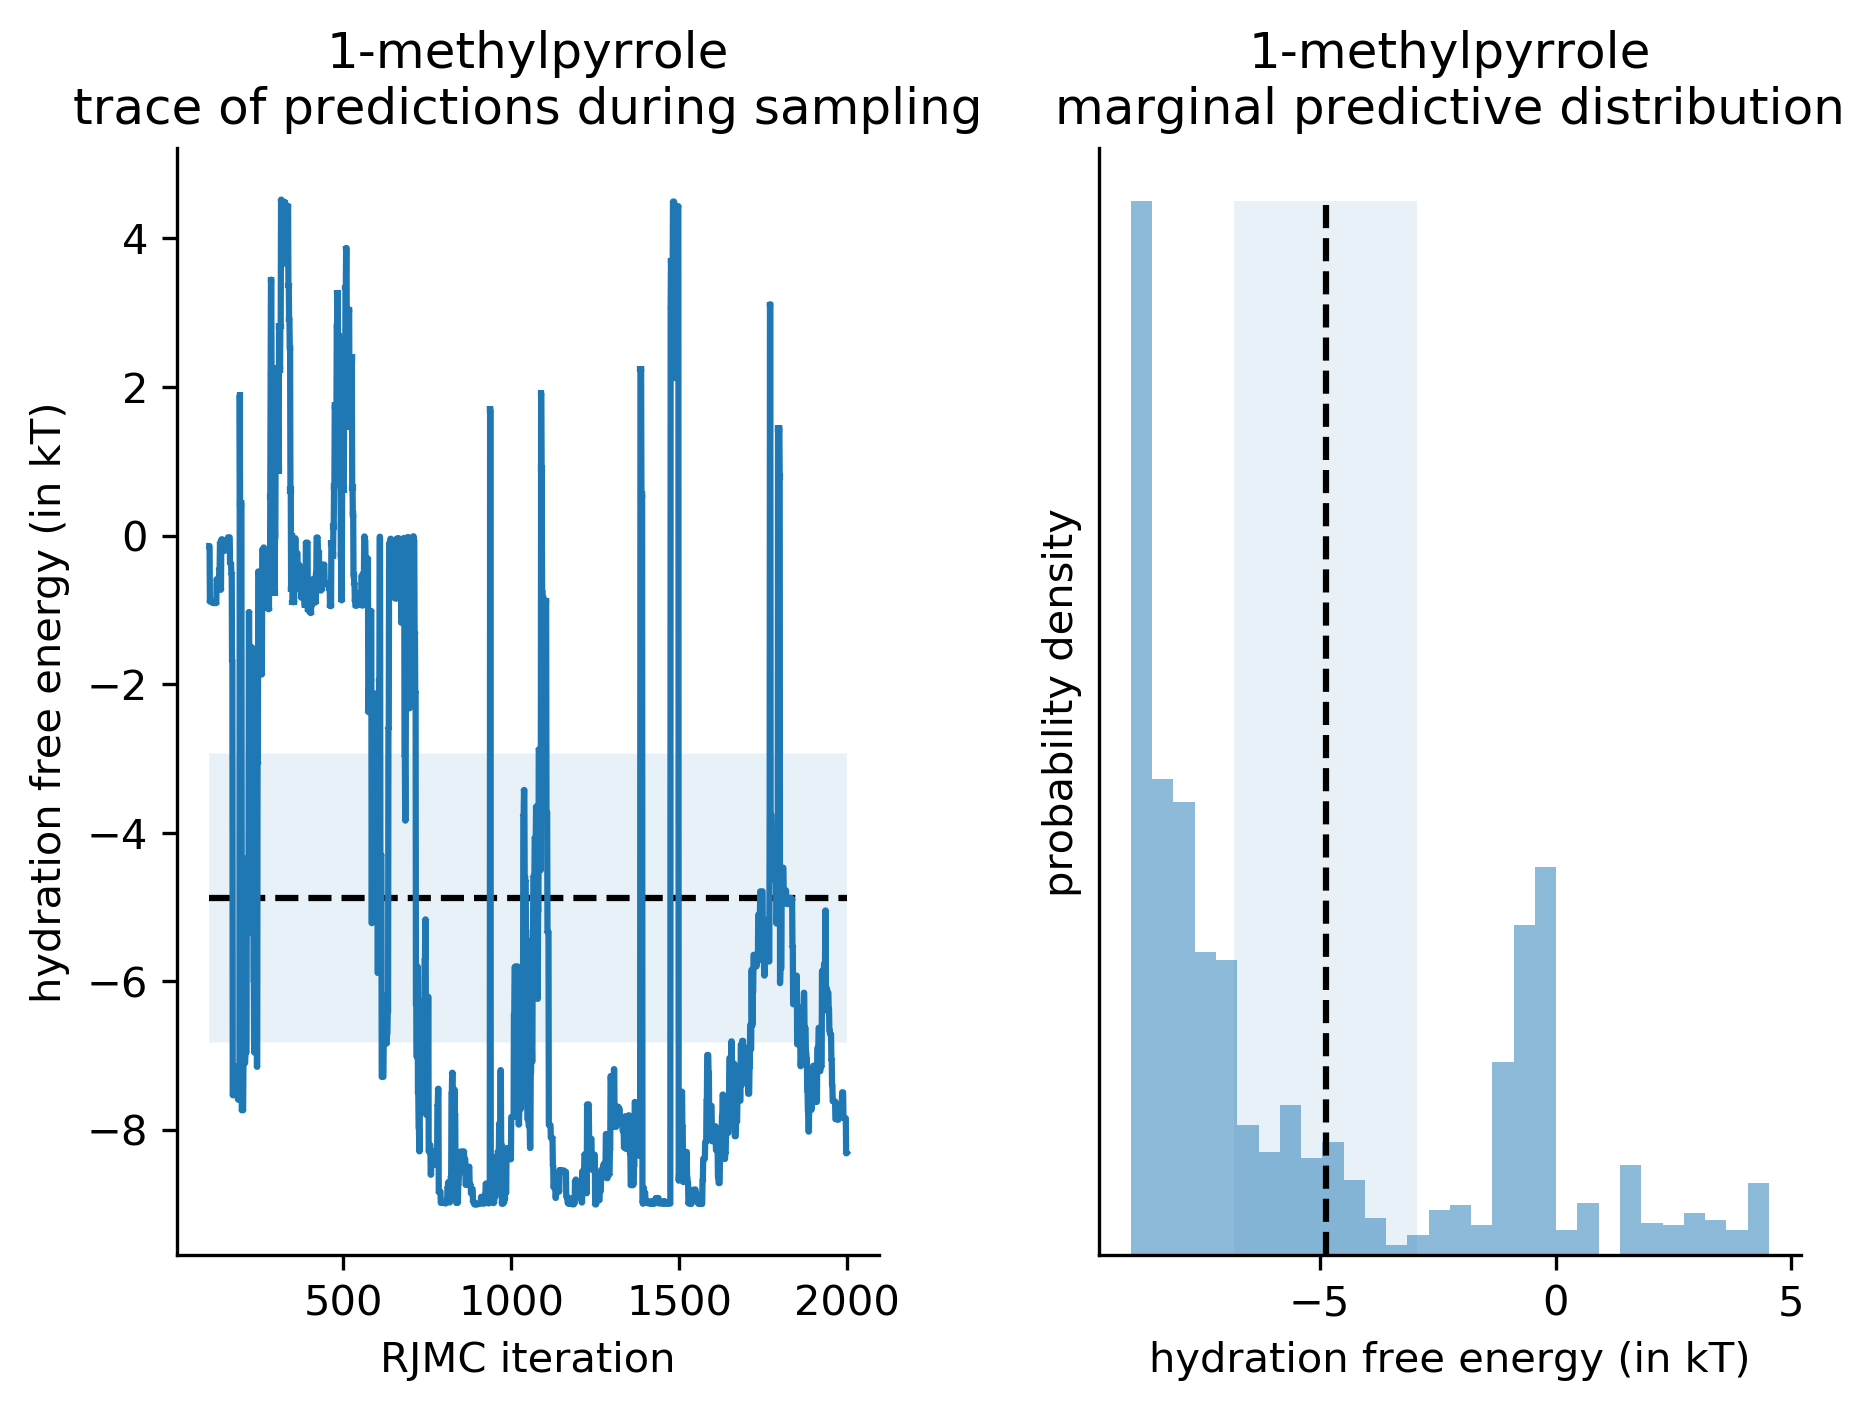 1-methylpyrrole
trace of predictions during sampling
hydration free energy (in kT)
4
2
0
−2
−4
−6
−8
500
1000
1500
2000
RJMC iteration
1-methylpyrrole
marginal predictive distribution
probability density
−5
0
5
hydration free energy (in kT)